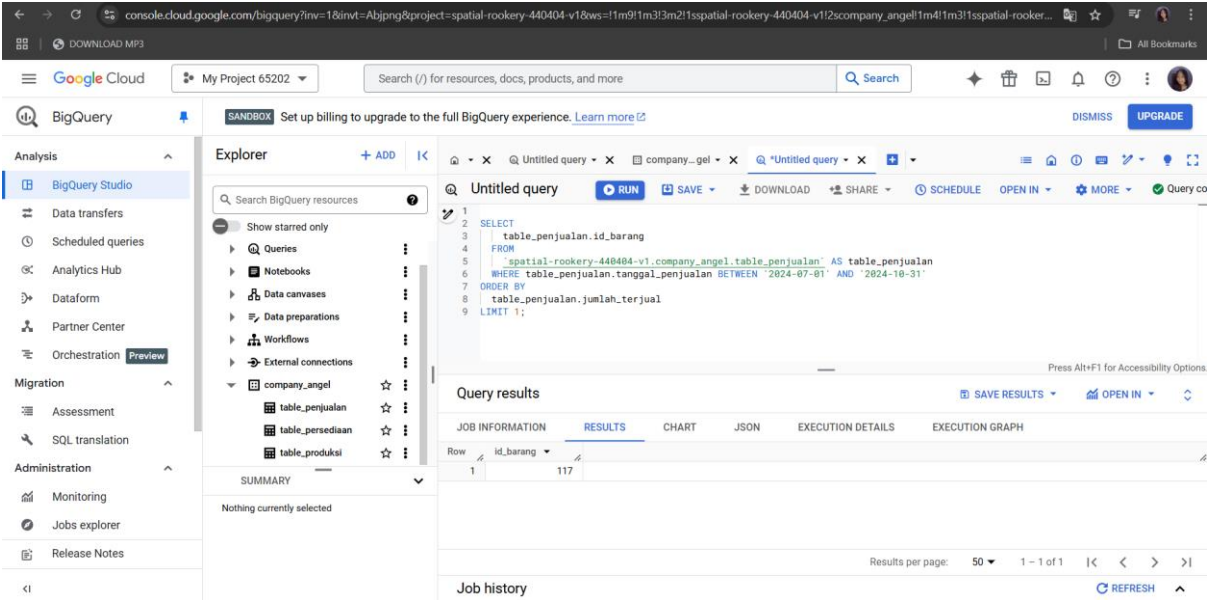 console.cloud.google.com/bigquery?inv=1&invt=Abjpng&project=spatial-rookery-440404-v1&ws=!1m9!1m3!3m2!1sspatial-rookery-440404-v1!2scompany_angel!1m4!1m3!1sspatial-rooker...
DOWNLOAD MP3
All Bookmarks
Google Cloud
My Project 65202
Search (/) for resources, docs, products, and more
Search
BigQuery
SANDBOX Set up billing to upgrade to the full BigQuery experience. Learn more
DISMISS
UPGRADE
Analysis
BigQuery Studio
Data transfers
Scheduled queries
Analytics Hub
Dataform
Partner Center
Orchestration Preview
Migration
Assessment
SQL translation
Administration
Monitoring
Jobs explorer
Release Notes
Explorer
+ ADD
Search BigQuery resources
Show starred only
Queries
Notebooks
Data canvases
Data preparations
Workflows
External connections
company_angel
table_penjualan
table_persediaan
table_produksi
SUMMARY
Nothing currently selected
Untitled query
company_...gel
*Untitled query
Untitled query
RUN
SAVE
DOWNLOAD
SHARE
SCHEDULE
OPEN IN
MORE
Query co
1
2 SELECT
3 table_penjualan.id_barang
4 FROM
5 `spatial-rookery-440404-v1.company_angel.table_penjualan` AS table_penjualan
6 WHERE table_penjualan.tanggal_penjualan BETWEEN '2024-07-01' AND '2024-10-31'
7 ORDER BY
8 table_penjualan.jumlah_terjual
9 LIMIT 1;
Press Alt+F1 for Accessibility Options.
Query results
SAVE RESULTS
OPEN IN
JOB INFORMATION
RESULTS
CHART
JSON
EXECUTION DETAILS
EXECUTION GRAPH
Row id_barang
1 117
Results per page: 50 1 – 1 of 1
Job history
REFRESH